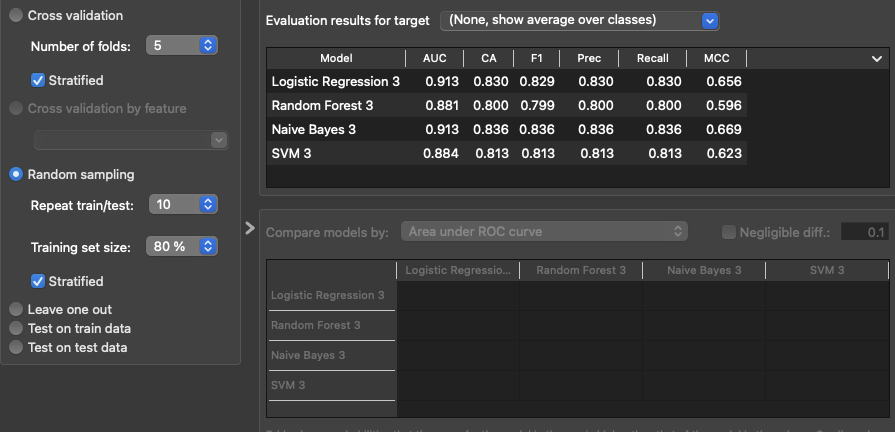 Cross validation
Number of folds: 5
Stratified
Cross validation by feature
Random sampling
Repeat train/test: 10
Training set size: 80 %
Stratified
Leave one out
Test on train data
Test on test data
Evaluation results for target (None, show average over classes)
Model AUC CA F1 Prec Recall MCC
Logistic Regression 3 0.913 0.830 0.829 0.830 0.830 0.656
Random Forest 3 0.881 0.800 0.799 0.800 0.800 0.596
Naive Bayes 3 0.913 0.836 0.836 0.836 0.836 0.669
SVM 3 0.884 0.813 0.813 0.813 0.813 0.623
Compare models by: Area under ROC curve Negligible diff.: 0.1
Logistic Regressio... Random Forest 3 Naive Bayes 3 SVM 3
Logistic Regression 3
Random Forest 3
Naive Bayes 3
SVM 3